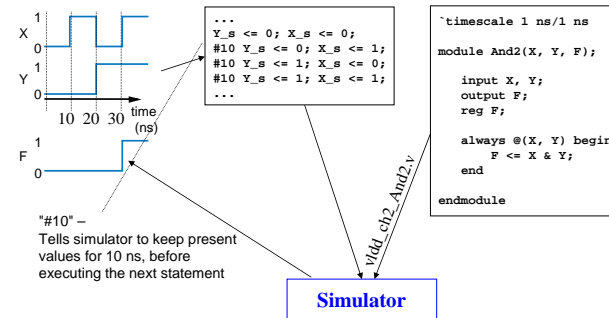 X
1
0
Y
1
0
10 20 30
time
(ns)
F
1
0
"#10" –
Tells simulator to keep present
values for 10 ns, before
executing the next statement
...
Y_s <= 0; X_s <= 0;
#10 Y_s <= 0; X_s <= 1;
#10 Y_s <= 1; X_s <= 0;
#10 Y_s <= 1; X_s <= 1;
...
vldd_ch2_And2.v
Simulator
`timescale 1 ns/1 ns
module And2(X, Y, F);
input X, Y;
output F;
reg F;
always @(X, Y) begin
F <= X & Y;
end
endmodule